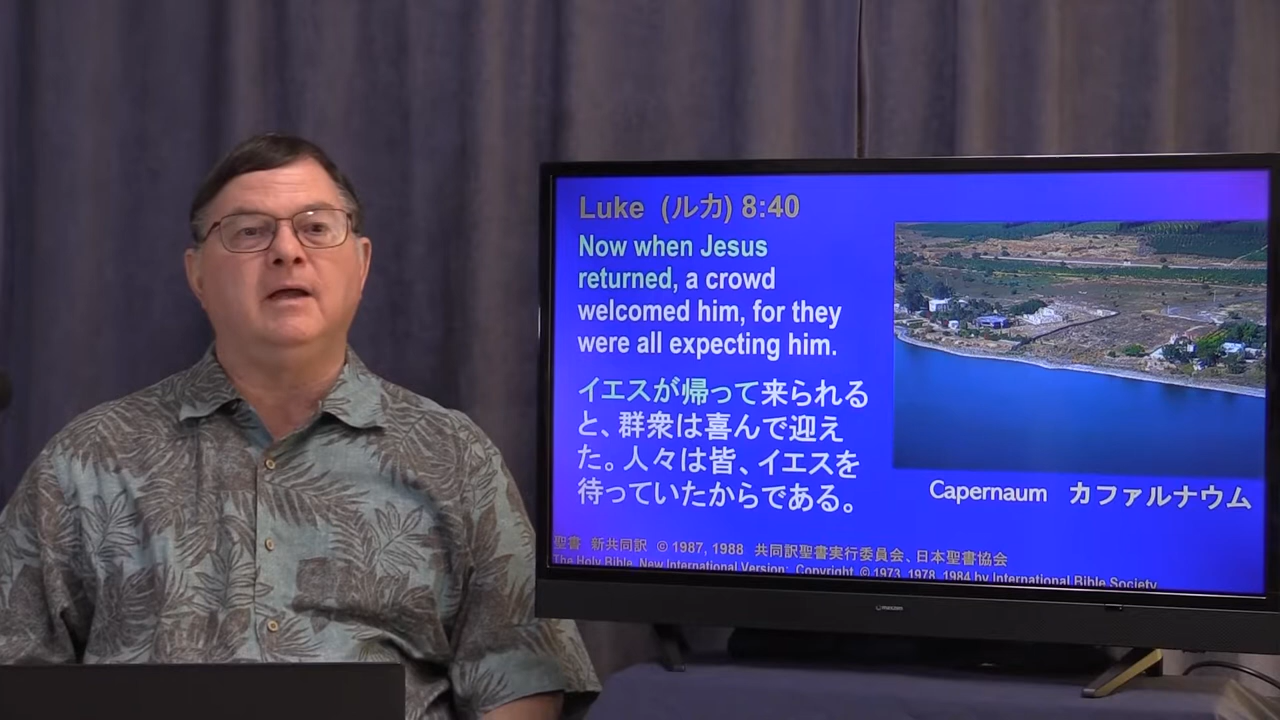 Luke (ルカ) 8:40
Now when Jesus
returned, a crowd
welcomed him, for they
were all expecting him.
イエスが帰って来られる
と、群衆は喜んで迎え
た。人々は皆、イエスを
待っていたからである。
Capernaum カファルナウム
聖書 新共同訳 © 1987, 1988 共同訳聖書実行委員会、日本聖書協会
The Holy Bible, New International Version; Copyright © 1973, 1978, 1984 by International Bible Society